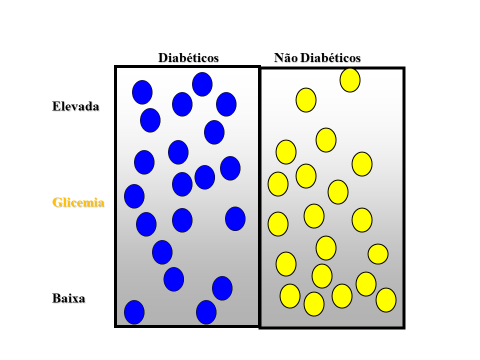 Diabéticos
Não Diabéticos
Elevada
Glicemia
Baixa